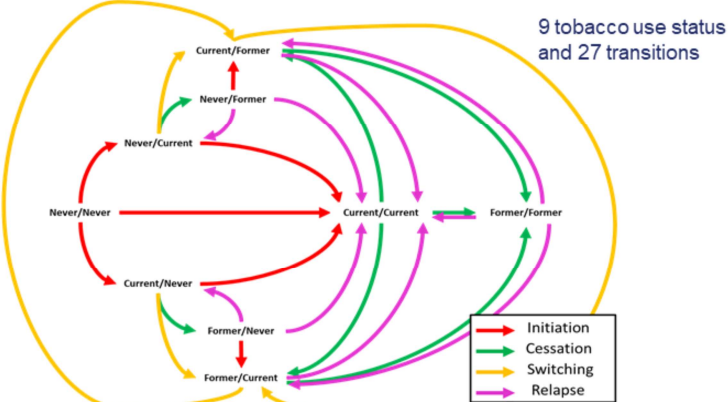 9 tobacco use status
and 27 transitions
Current/Former
Never/Former
Never/Current
Never/Never
Current/Current
Former/Former
Current/Never
Former/Never
Former/Current
Initiation
Cessation
Switching
Relapse